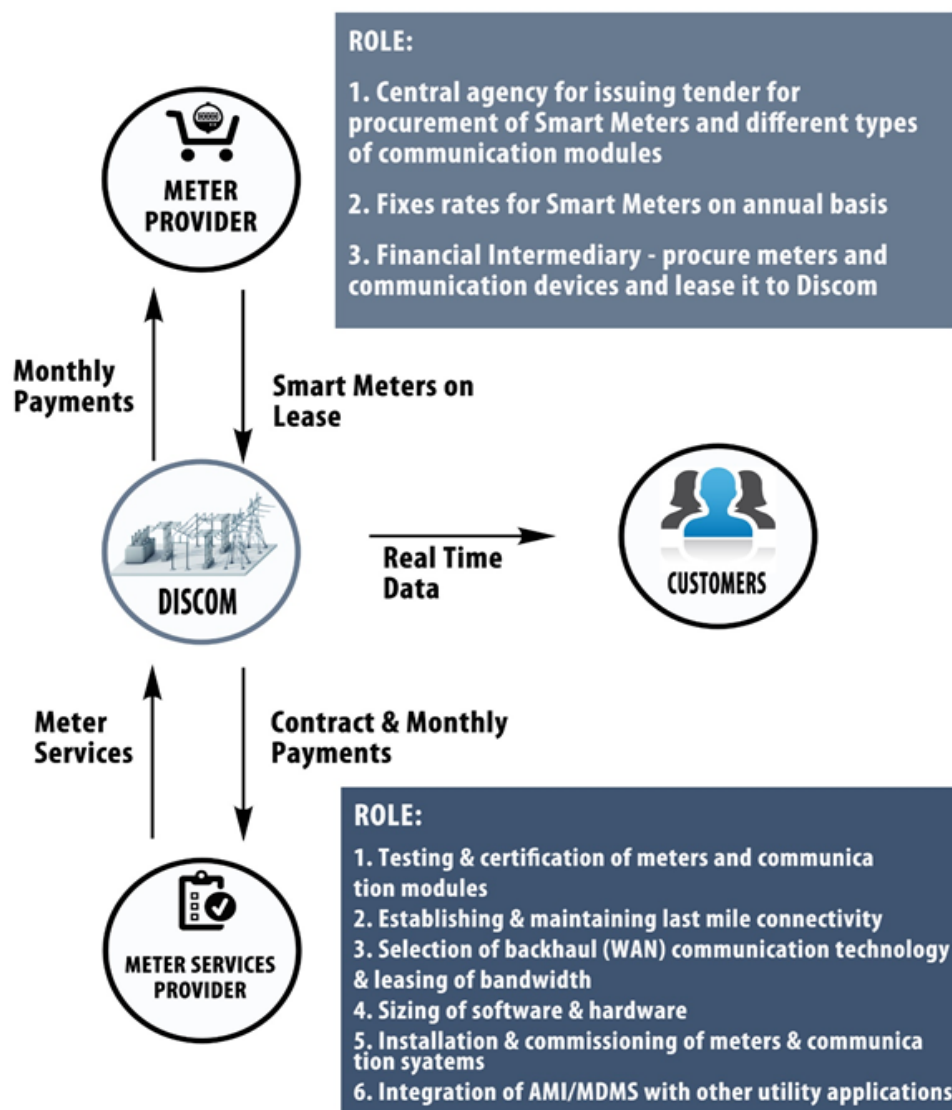 ROLE:
1. Central agency for issuing tender for
procurement of Smart Meters and different types
of communication modules
2. Fixes rates for Smart Meters on annual basis
3. Financial Intermediary - procure meters and
communication devices and lease it to Discom
METER
PROVIDER
Monthly
Payments
Smart Meters on
Lease
DISCOM
Real Time
Data
CUSTOMERS
Meter
Services
Contract & Monthly
Payments
METER SERVICES
PROVIDER
ROLE:
1. Testing & certification of meters and communica
tion modules
2. Establishing & maintaining last mile connectivity
3. Selection of backhaul (WAN) communication technology
& leasing of bandwidth
4. Sizing of software & hardware
5. Installation & commissioning of meters & communica
tion syatems
6. Integration of AMI/MDMS with other utility applications